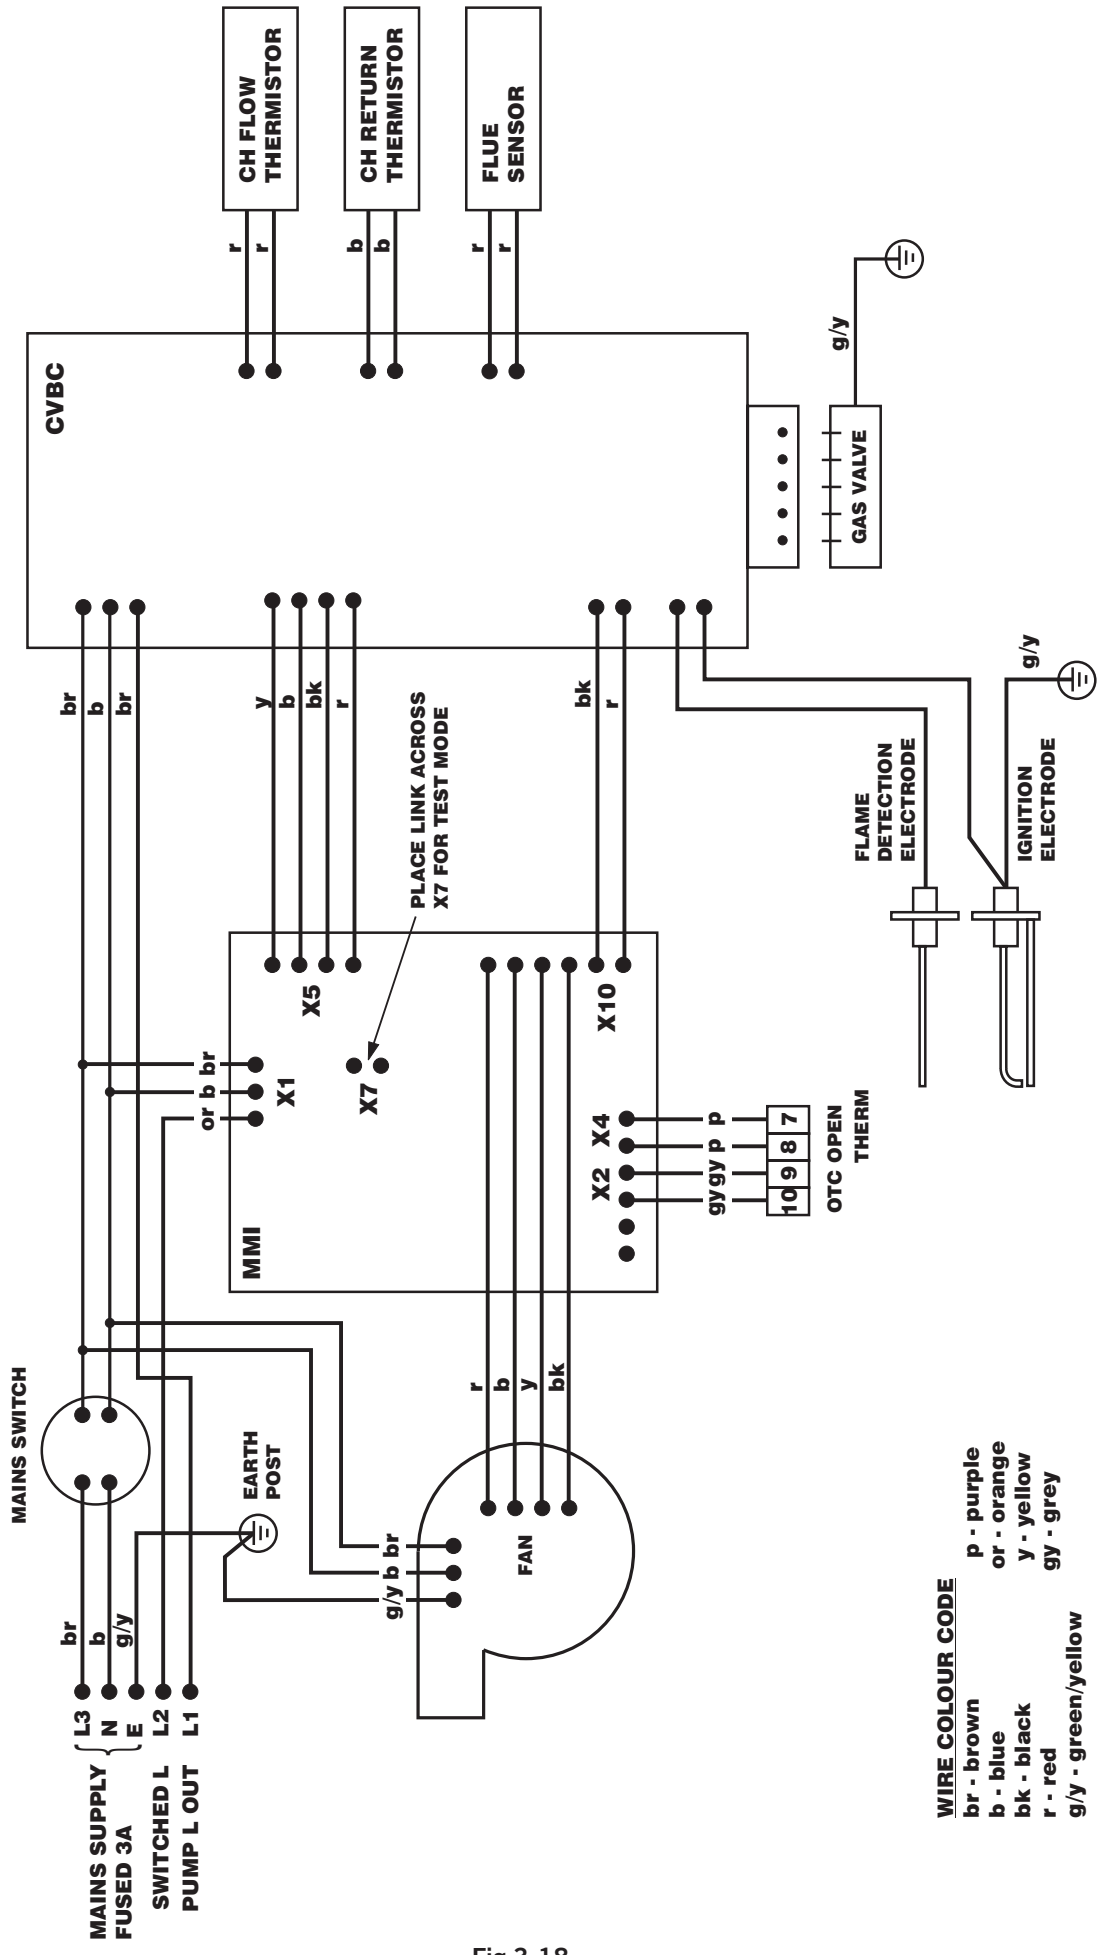 MAINS SWITCH
MAINS SUPPLY
FUSED 3A
L3
N
E
SWITCHED L
L2
PUMP L OUT
L1
br
b
g/y
EARTH
POST
br
b
br
or
b
br
X1
MMI
X7
X5
PLACE LINK ACROSS
X7 FOR TEST MODE
y
b
bk
r
CVBC
r
r
CH FLOW
THERMISTOR
b
b
CH RETURN
THERMISTOR
r
r
FLUE
SENSOR
g/y
b
br
FAN
r
b
y
bk
X10
bk
r
X2
X4
gy
gy
p
p
10
9
8
7
OTC OPEN
THERM
GAS VALVE
g/y
FLAME
DETECTION
ELECTRODE
IGNITION
ELECTRODE
g/y
WIRE COLOUR CODE
br - brown
b - blue
bk - black
r - red
g/y - green/yellow
p - purple
or - orange
y - yellow
gy - grey